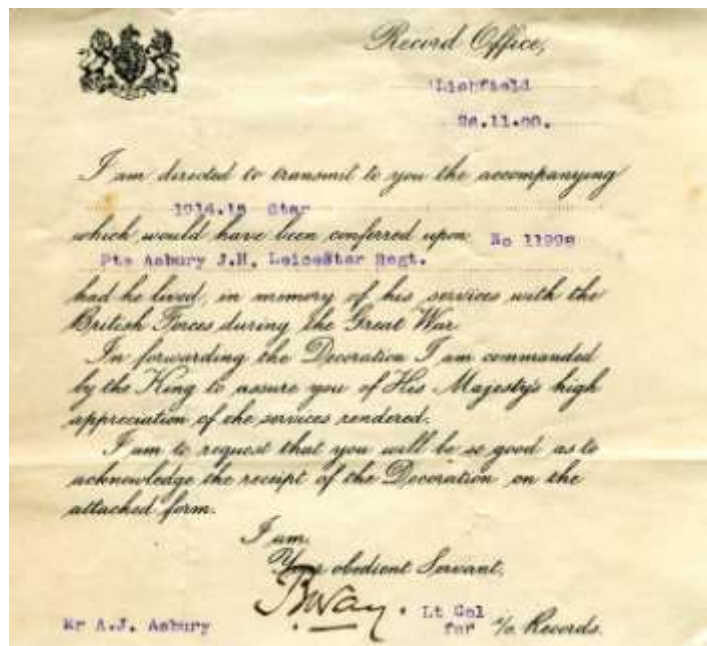 Record Office,
Lichfield
I am directed to transmit to you the accompanying
1914.15 Star
which would have been conferred upon No 11998
Pte Asbury J.H. Leicester Regt.
had he lived, in memory of his services with the
British Forces during the Great War.
In forwarding the Decoration I am commanded
by the King to assure you of His Majesty's high
appreciation of the services rendered.
I am to request that you will be so good as to
acknowledge the receipt of the Decoration on the
attached form.
I am,
Your obedient Servant,
Lt Col
Mr A.J. Asbury for i/c Records.